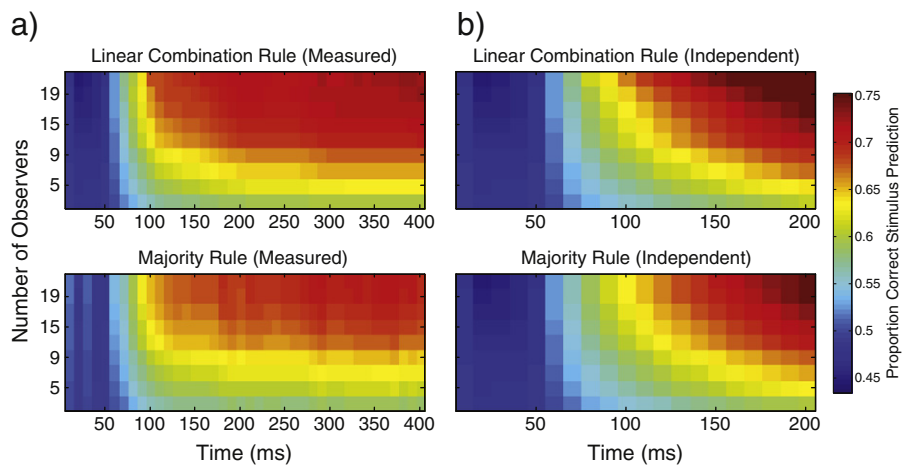 a)
Linear Combination Rule (Measured)
19
15
9
5
50 100 150 200 250 300 350 400
Majority Rule (Measured)
19
15
9
5
50 100 150 200 250 300 350 400
Time (ms)
Number of Observers
b)
Linear Combination Rule (Independent)
50 100 150 200
Majority Rule (Independent)
50 100 150 200
Time (ms)
0.75
0.7
0.65
0.6
0.55
0.5
0.45
Proportion Correct Stimulus Prediction